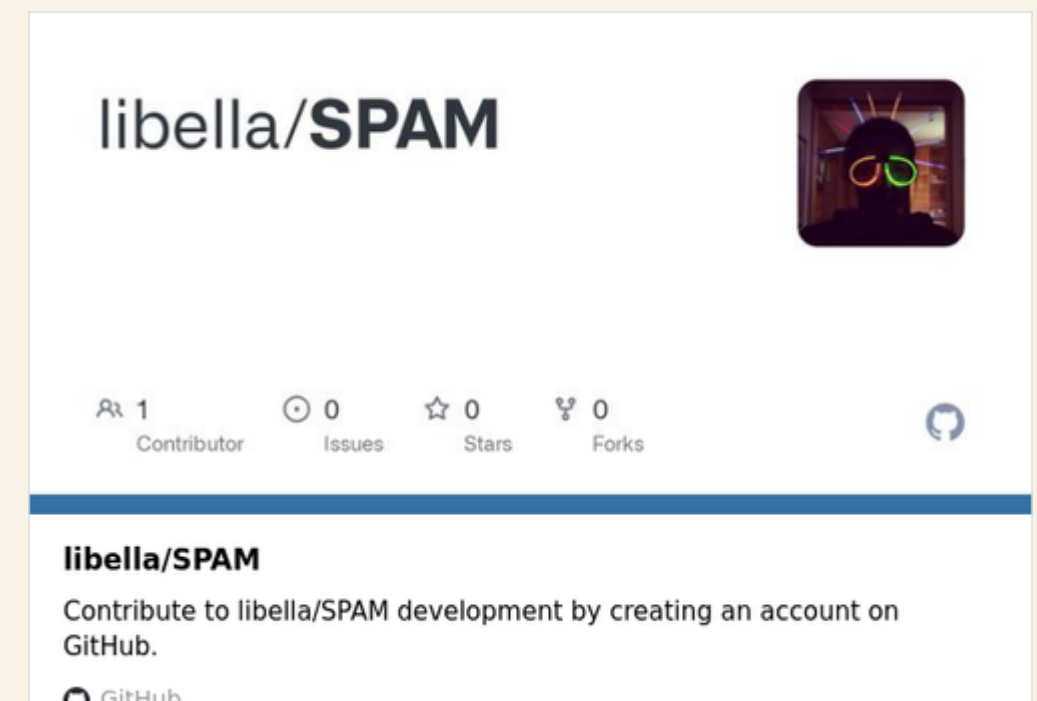 libella/SPAM
1
Contributor
0
Issues
0
Stars
0
Forks
libella/SPAM
Contribute to libella/SPAM development by creating an account on
GitHub.
GitHub